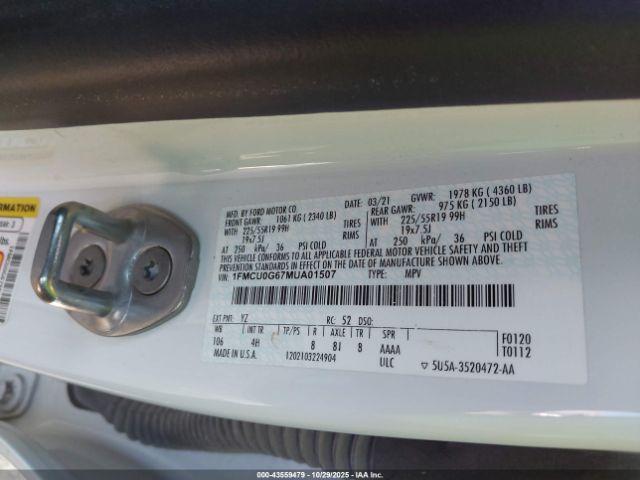 FORMATION
MFD. BY FORD MOTOR CO.
DATE: 03/21
GVWR: 1978 KG ( 4360 LB)
FRONT GAWR: 1061 KG ( 2340 LB)
REAR GAWR: 975 KG ( 2150 LB)
WITH 225/55R19 99H TIRES
WITH 225/55R19 99H TIRES
19x7.5J RIMS
19x7.5J RIMS
AT 250 kPa/ 36 PSI COLD
AT 250 kPa/ 36 PSI COLD
THIS VEHICLE CONFORMS TO ALL APPLICABLE FEDERAL MOTOR VEHICLE SAFETY AND THEFT
PREVENTION STANDARDS IN EFFECT ON THE DATE OF MANUFACTURE SHOWN ABOVE.
VIN: 1FMCU0G67MUA01507
TYPE: MPV
EXT PNT: YZ RC: 52 DSO:
WB INT TR TP/PS R AXLE TR SPR
106 4H 8 81 8 AAAA
F0120
T0112
MADE IN U.S.A. 1202103224904 ULC
5U5A-3520472-AA
000-43559479 10/29/2025 IAAI.COM